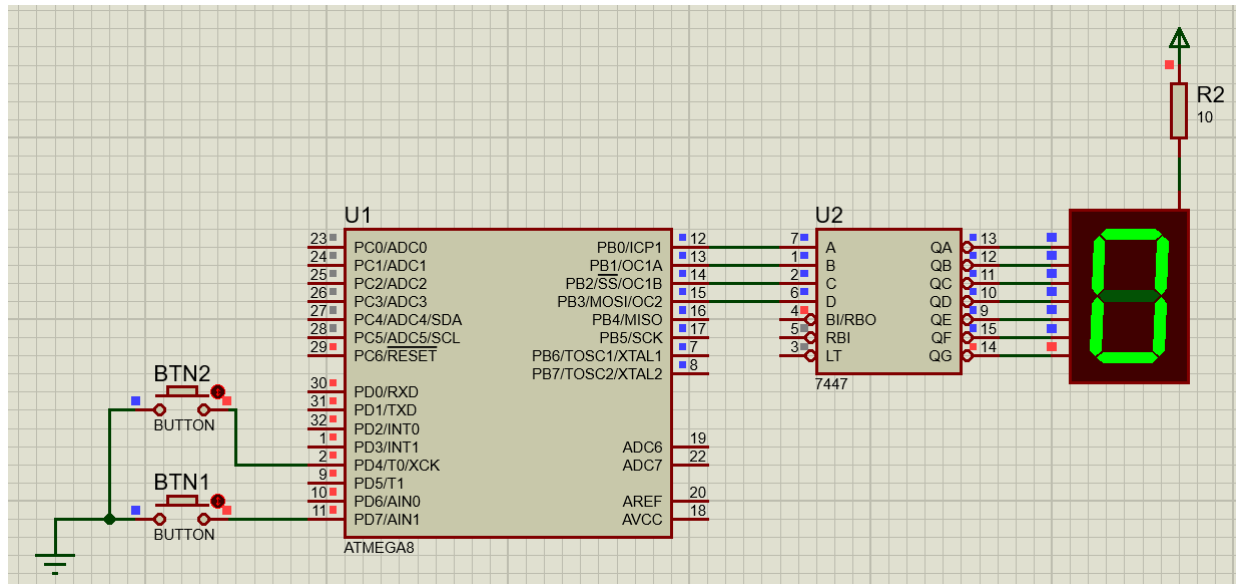 R2
10
U1
23 PC0/ADC0
24 PC1/ADC1
25 PC2/ADC2
26 PC3/ADC3
27 PC4/ADC4/SDA
28 PC5/ADC5/SCL
29 PC6/RESET
30 PD0/RXD
31 PD1/TXD
32 PD2/INT0
1 PD3/INT1
2 PD4/T0/XCK
9 PD5/T1
10 PD6/AIN0
11 PD7/AIN1
PB0/ICP1 12
PB1/OC1A 13
PB2/SS/OC1B 14
PB3/MOSI/OC2 15
PB4/MISO 16
PB5/SCK 17
PB6/TOSC1/XTAL1 7
PB7/TOSC2/XTAL2 8
ADC6 19
ADC7 22
AREF 20
AVCC 18
ATMEGA8
U2
7 A
1 B
2 C
6 D
4 BI/RBO
5 RBI
3 LT
QA 13
QB 12
QC 11
QD 10
QE 9
QF 15
QG 14
7447
0
BTN2
BUTTON
BTN1
BUTTON